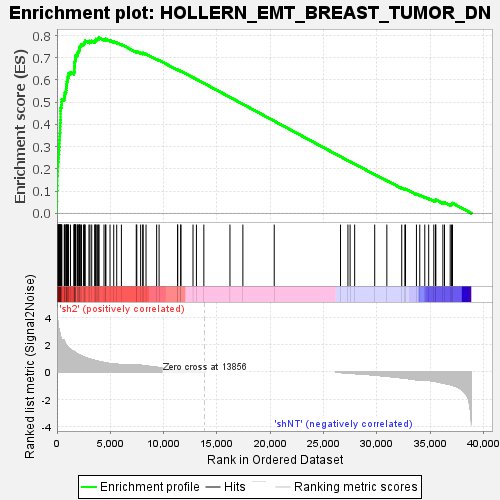 Enrichment plot: HOLLERN_EMT_BREAST_TUMOR_DN
Enrichment score (ES)
0.8
0.7
0.6
0.5
0.4
0.3
0.2
0.1
0.0
'sh2' (positively correlated)
Ranked list metric (Signal2Noise)
4
2
0
-2
-4
Zero cross at 13856
'shNT' (negatively correlated)
0 5,000 10,000 15,000 20,000 25,000 30,000 35,000 40,000
Rank in Ordered Dataset
Enrichment profile Hits Ranking metric scores